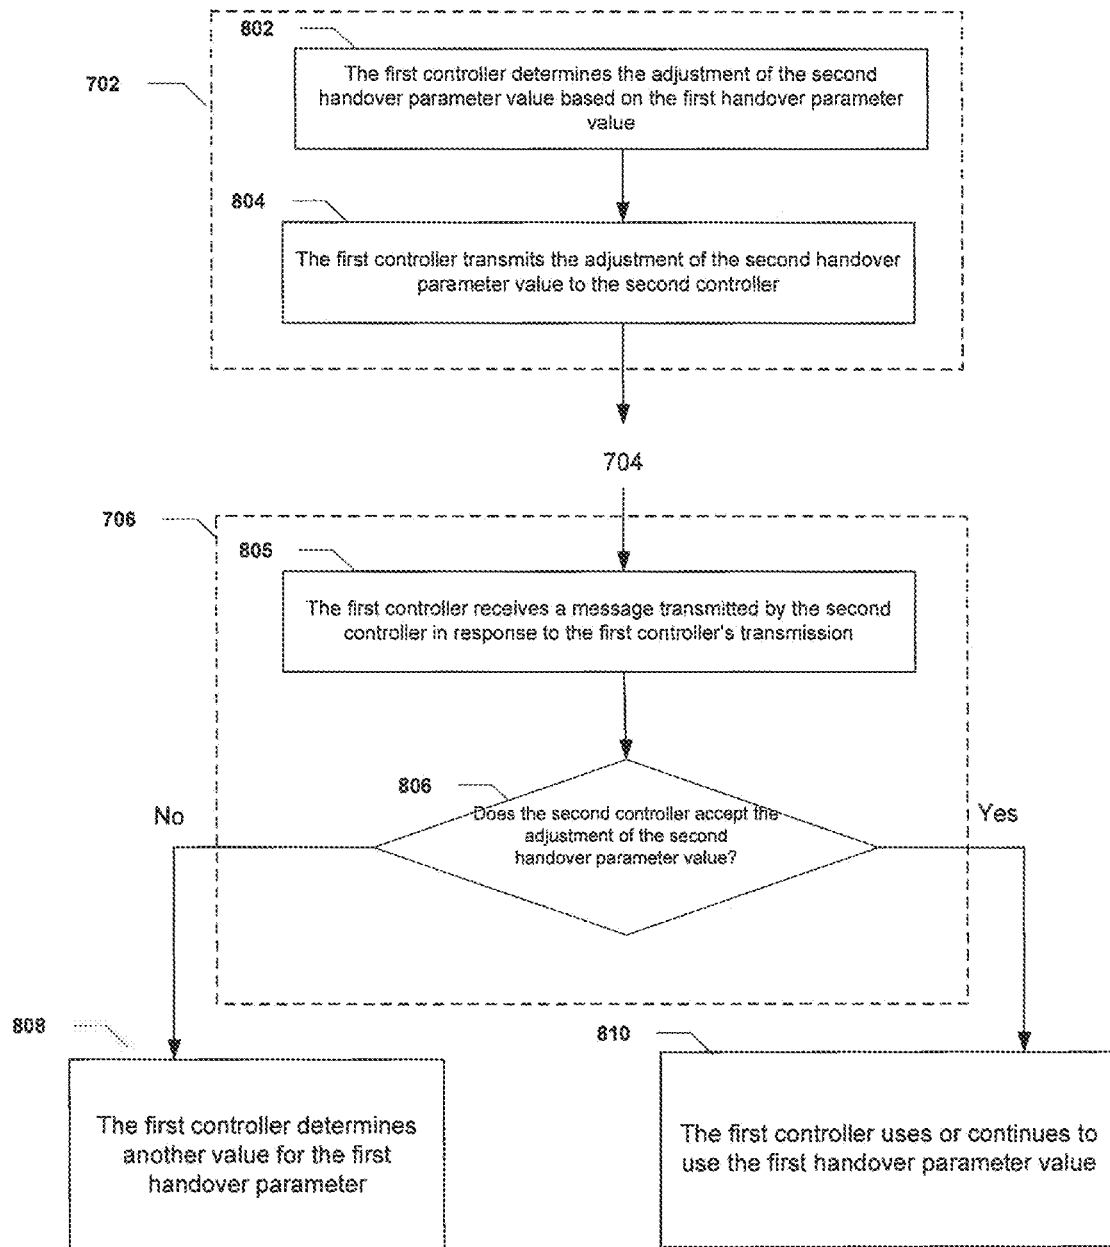 802
The first controller determines the adjustment of the second
handover parameter value based on the first handover parameter
value
702
804
The first controller transmits the adjustment of the second handover
parameter value to the second controller
704
706
805
The first controller receives a message transmitted by the second
controller in response to the first controller's transmission
806
Does the second controller accept the
adjustment of the second
handover parameter value?
No
Yes
808
The first controller determines
another value for the first
handover parameter
810
The first controller uses or continues to
use the first handover parameter value